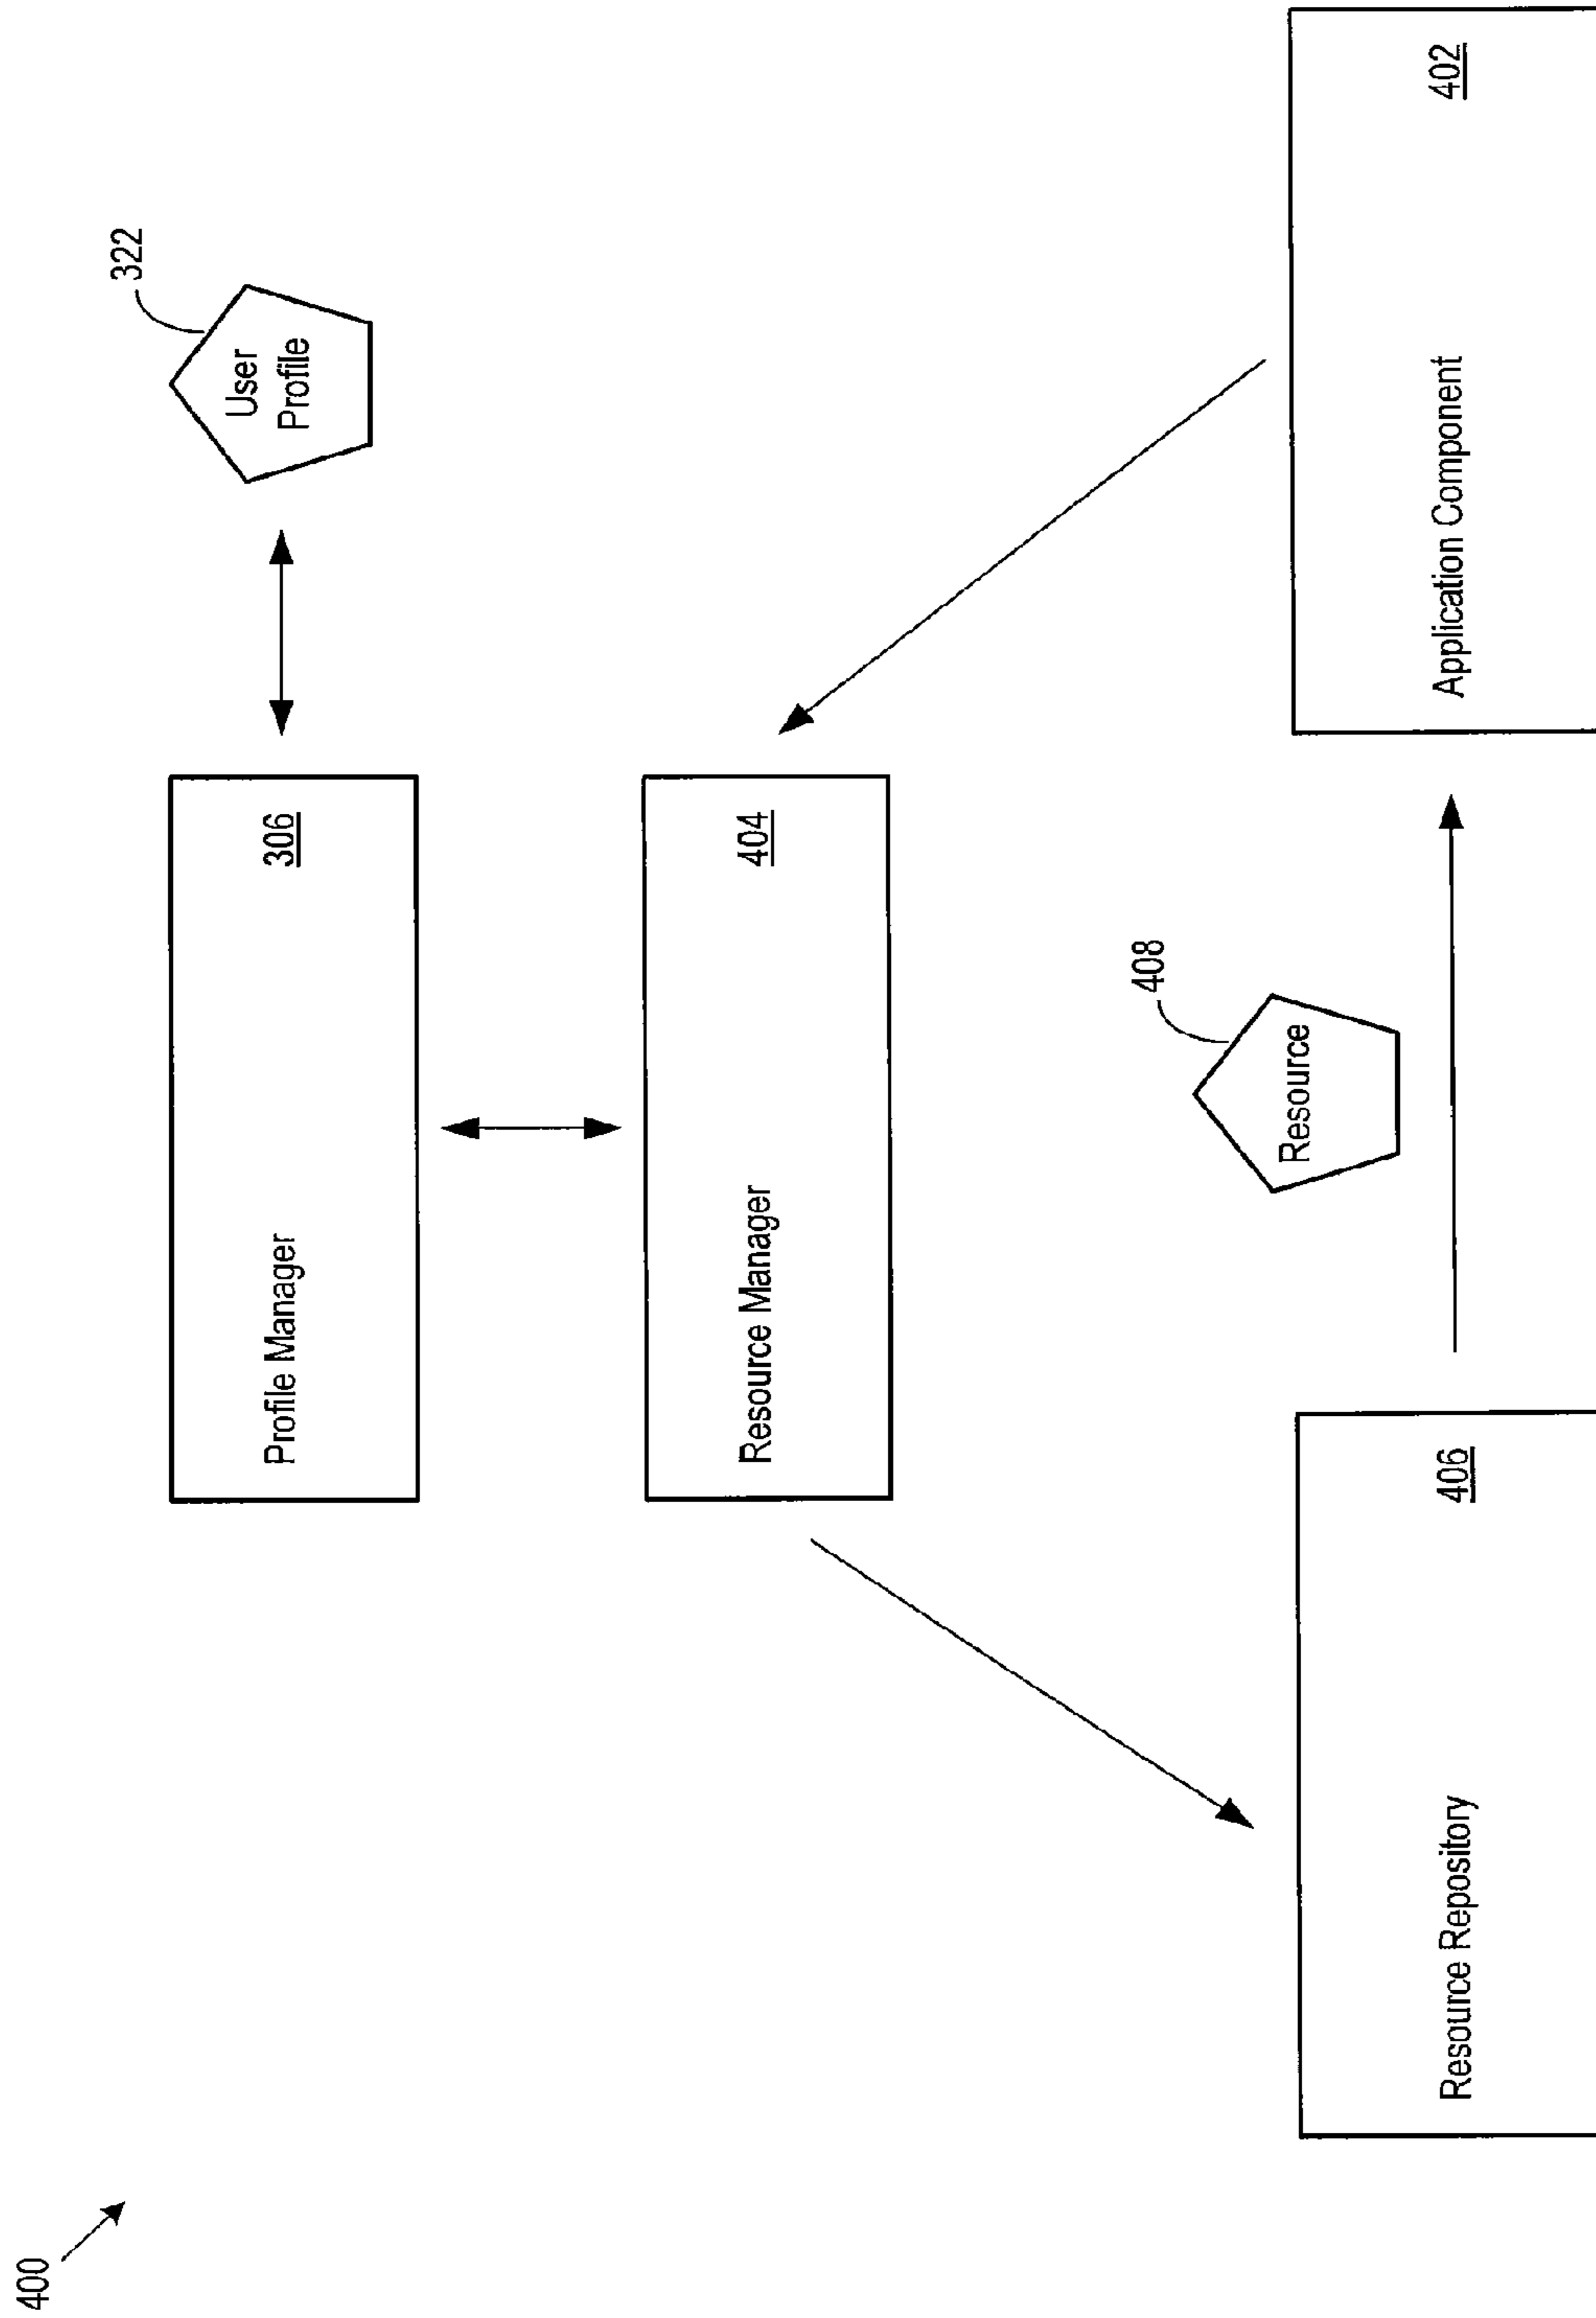 400
322
User
Profile
Profile Manager
306
Resource Manager
404
408
Resource
Resource Repository
406
Application Component
402